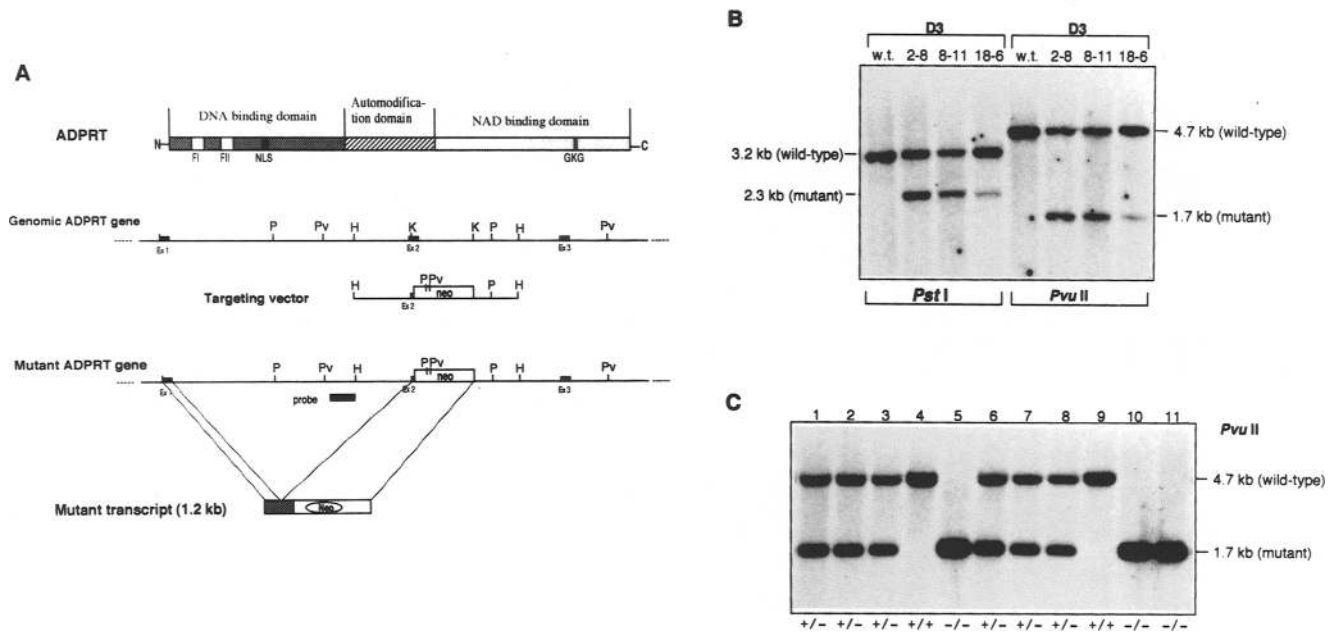 A
DNA binding domain
Automodifica-
tion domain
NAD binding domain
ADPRT
N
C
FI
FII
NLS
GKG
Genomic ADPRT gene
P Pv H K K P H Pv
Ex 1 Ex 2 Ex 3
Targeting vector
H PPv P H
neo
Ex 2
Mutant ADPRT gene
P Pv H PPv P H Pv
neo
Ex 2 Ex 3
probe
Mutant transcript (1.2 kb)
Neo
B
D3 D3
w.t. 2-8 8-11 18-6 w.t. 2-8 8-11 18-6
3.2 kb (wild-type)
2.3 kb (mutant)
4.7 kb (wild-type)
1.7 kb (mutant)
Pst I Pvu II
C
1 2 3 4 5 6 7 8 9 10 11
Pvu II
4.7 kb (wild-type)
1.7 kb (mutant)
+/− +/− +/− +/+ −/− +/− +/− +/− +/+ −/− −/−